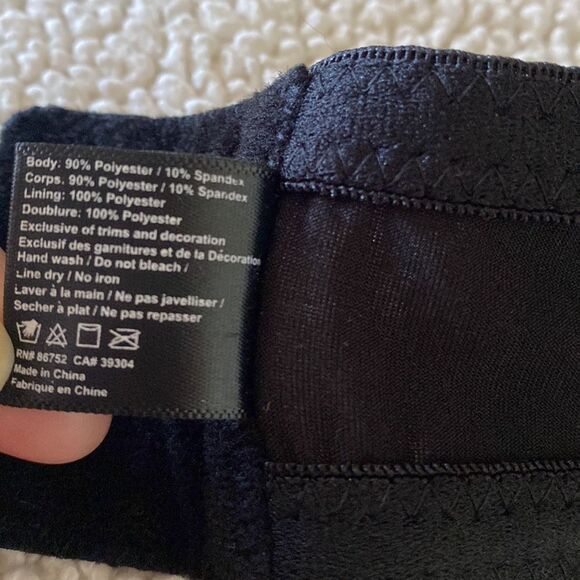 Body: 90% Polyester / 10% Spandex
Corps. 90% Polyester / 10% Spandex
Lining: 100% Polyester
Doublure: 100% Polyester
Exclusive of trims and decoration
Exclusif des garnitures et de la Décoration
Hand wash / Do not bleach /
Line dry / No iron
Laver à la main / Ne pas javelliser /
Secher à plat / Ne pas repasser
RN# 86752 CA# 39304
Made in China
Fabrique en Chine